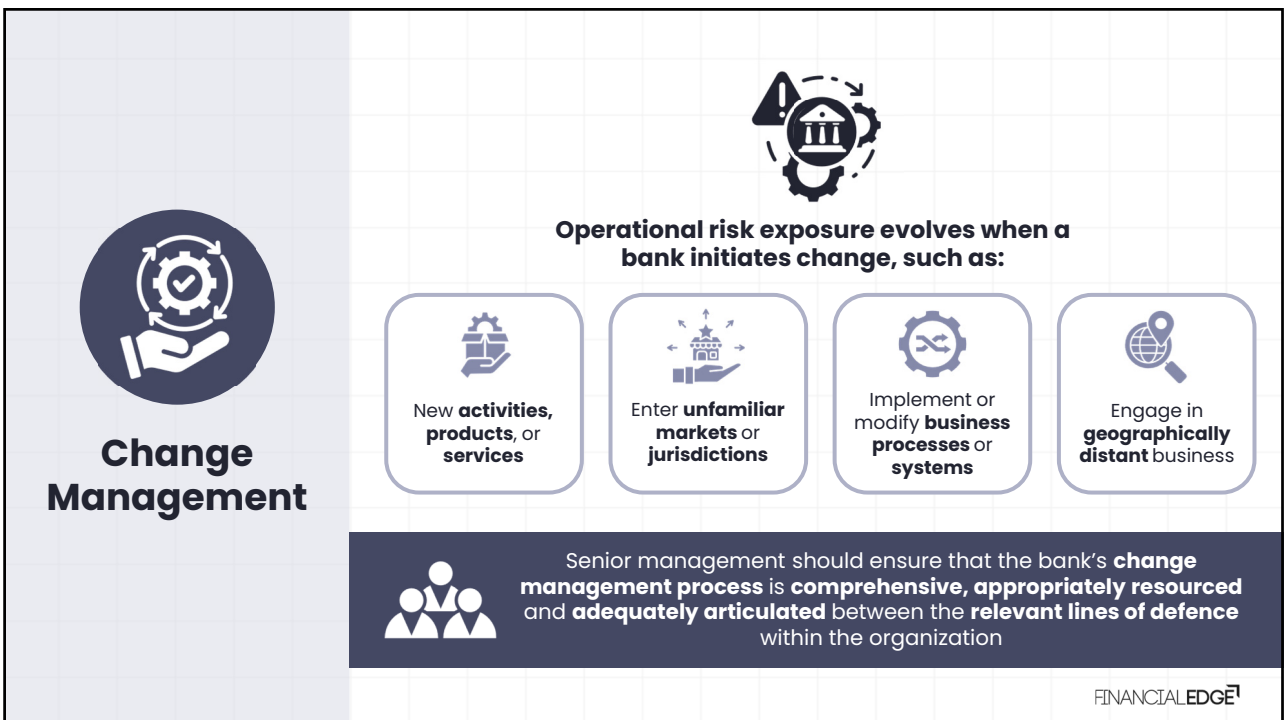 Change
Management
Operational risk exposure evolves when a
bank initiates change, such as:
New activities,
products, or
services
Enter unfamiliar
markets or
jurisdictions
Implement or
modify business
processes or
systems
Engage in
geographically
distant business
Senior management should ensure that the bank’s change
management process is comprehensive, appropriately resourced
and adequately articulated between the relevant lines of defence
within the organization
FINANCIALEDGE